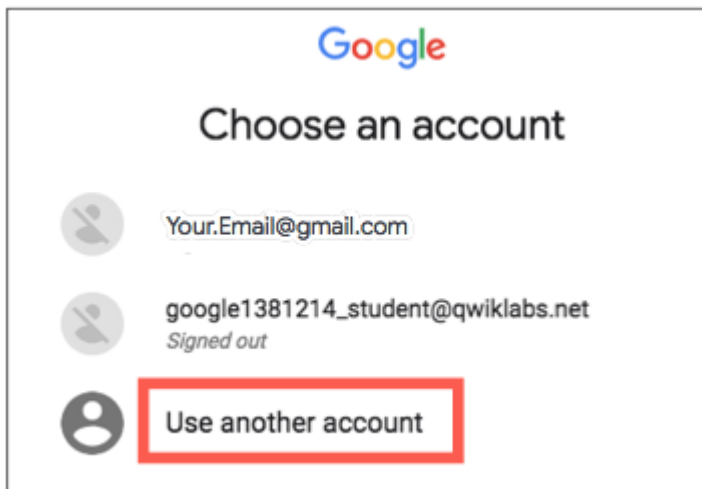 Google
Choose an account
Your.Email@gmail.com
google1381214_student@qwiklabs.net
Signed out
Use another account